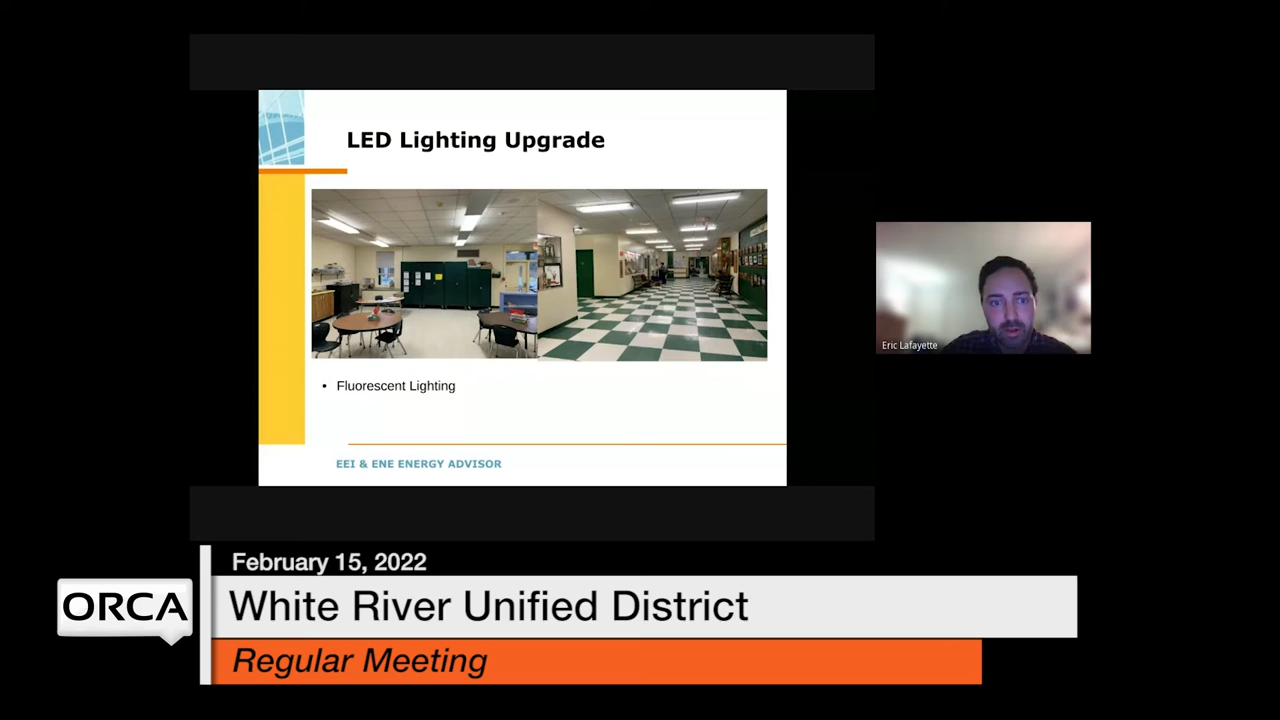 LED Lighting Upgrade
• Fluorescent Lighting
EEI & ENE ENERGY ADVISOR
Eric Lafayette
February 15, 2022
ORCA
White River Unified District
Regular Meeting